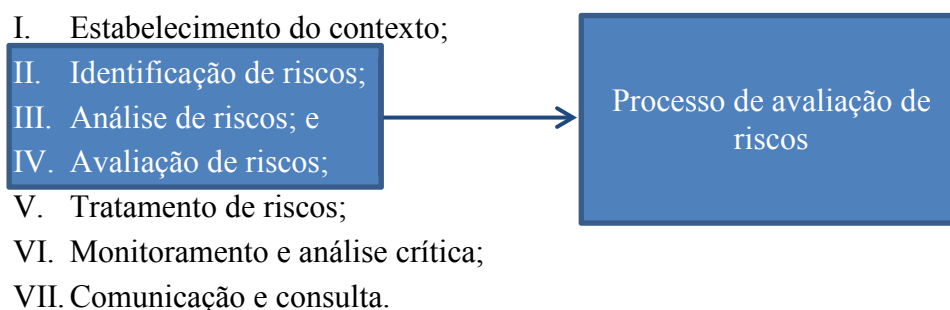 I. Estabelecimento do contexto;
II. Identificação de riscos;
III. Análise de riscos; e
IV. Avaliação de riscos;
Processo de avaliação de
riscos
V. Tratamento de riscos;
VI. Monitoramento e análise crítica;
VII. Comunicação e consulta.